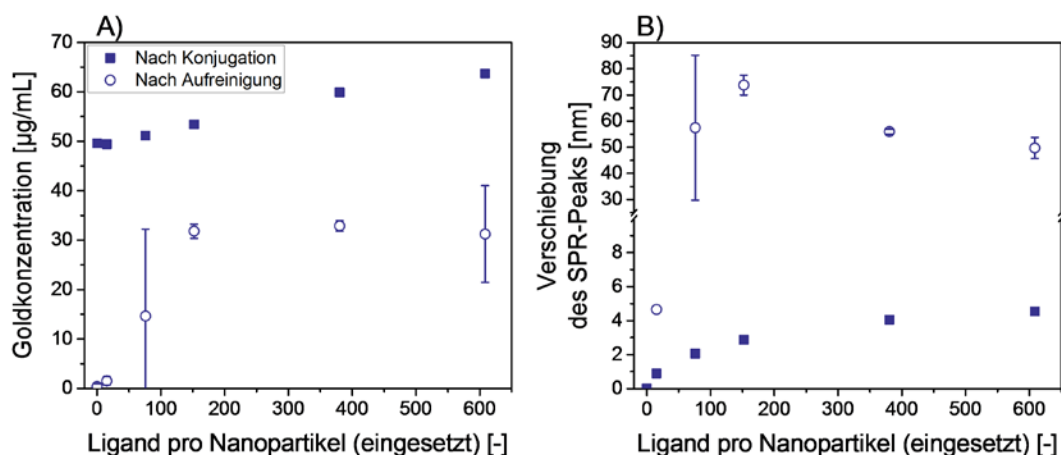 A)
70
60
50
40
30
20
10
0
Goldkonzentration [µg/mL]
Nach Konjugation
Nach Aufreinigung
0 100 200 300 400 500 600
Ligand pro Nanopartikel (eingesetzt) [-]
B)
90
80
70
60
50
40
30
8
6
4
2
0
Verschiebung
des SPR-Peaks [nm]
0 100 200 300 400 500 600
Ligand pro Nanopartikel (eingesetzt) [-]